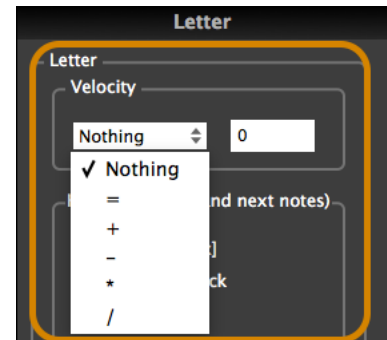 Letter
Letter
Velocity
Nothing
0
✓ Nothing
=
nd next notes)
+
–
]
*
ck
/